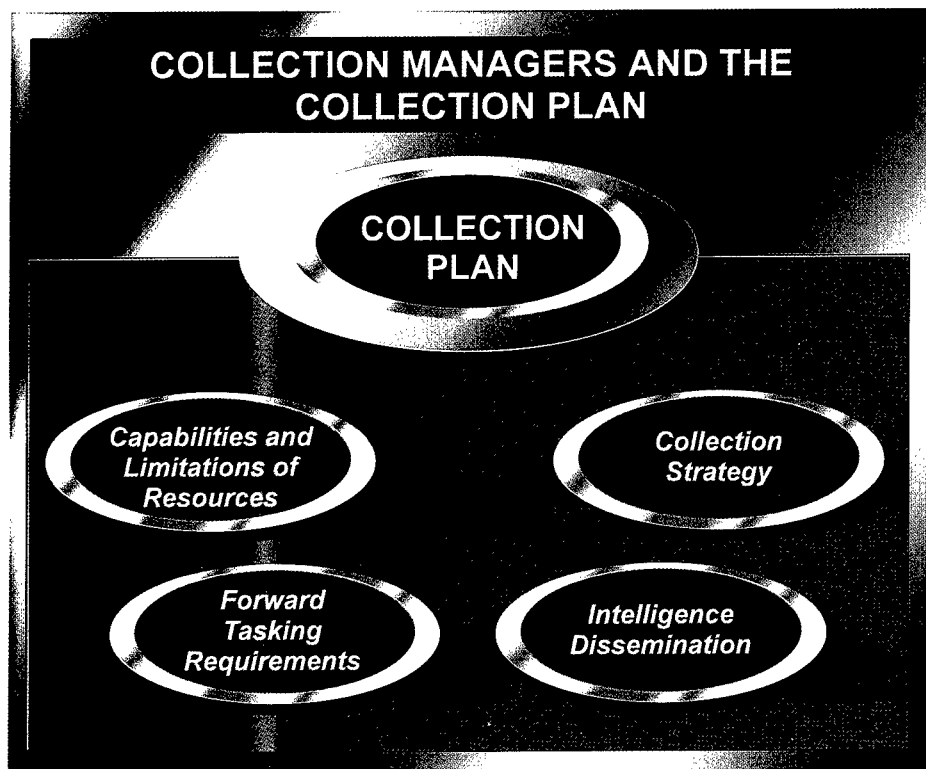 COLLECTION MANAGERS AND THE
COLLECTION PLAN
COLLECTION
PLAN
Capabilities and
Limitations of
Resources
Collection
Strategy
Forward
Tasking
Requirements
Intelligence
Dissemination